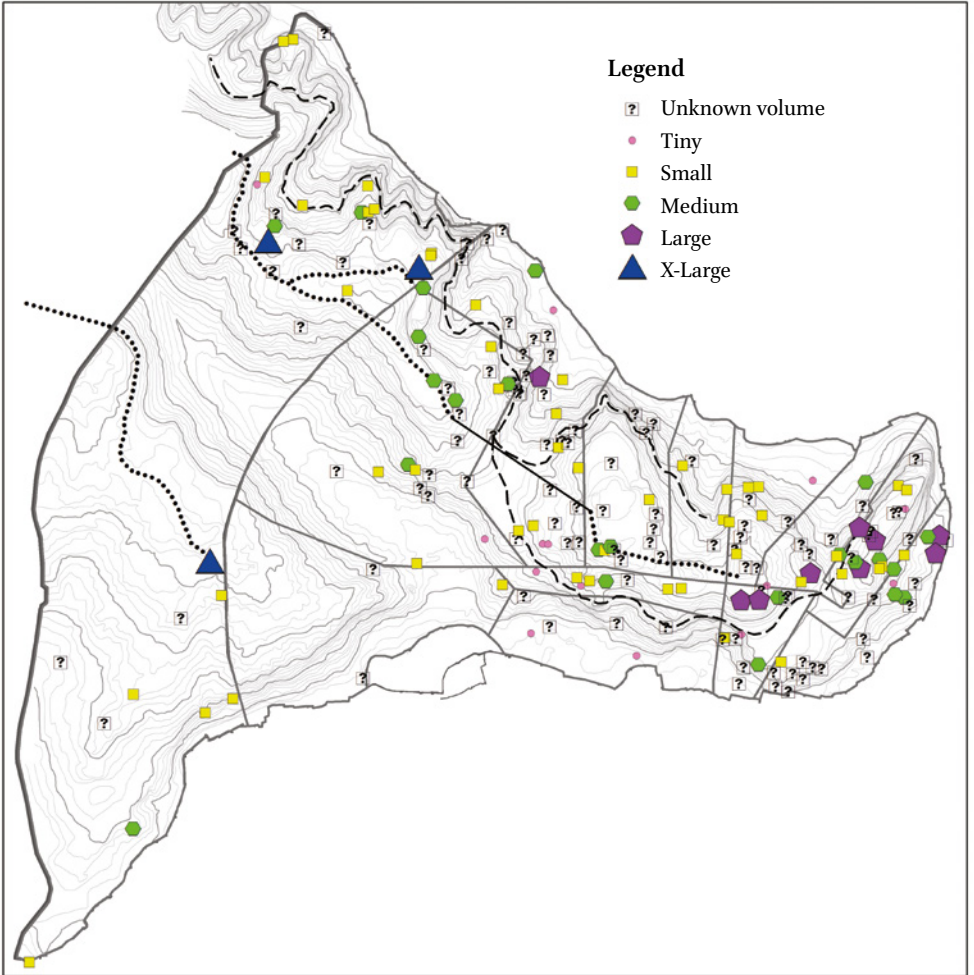 Legend
? Unknown volume
Tiny
Small
Medium
Large
X-Large